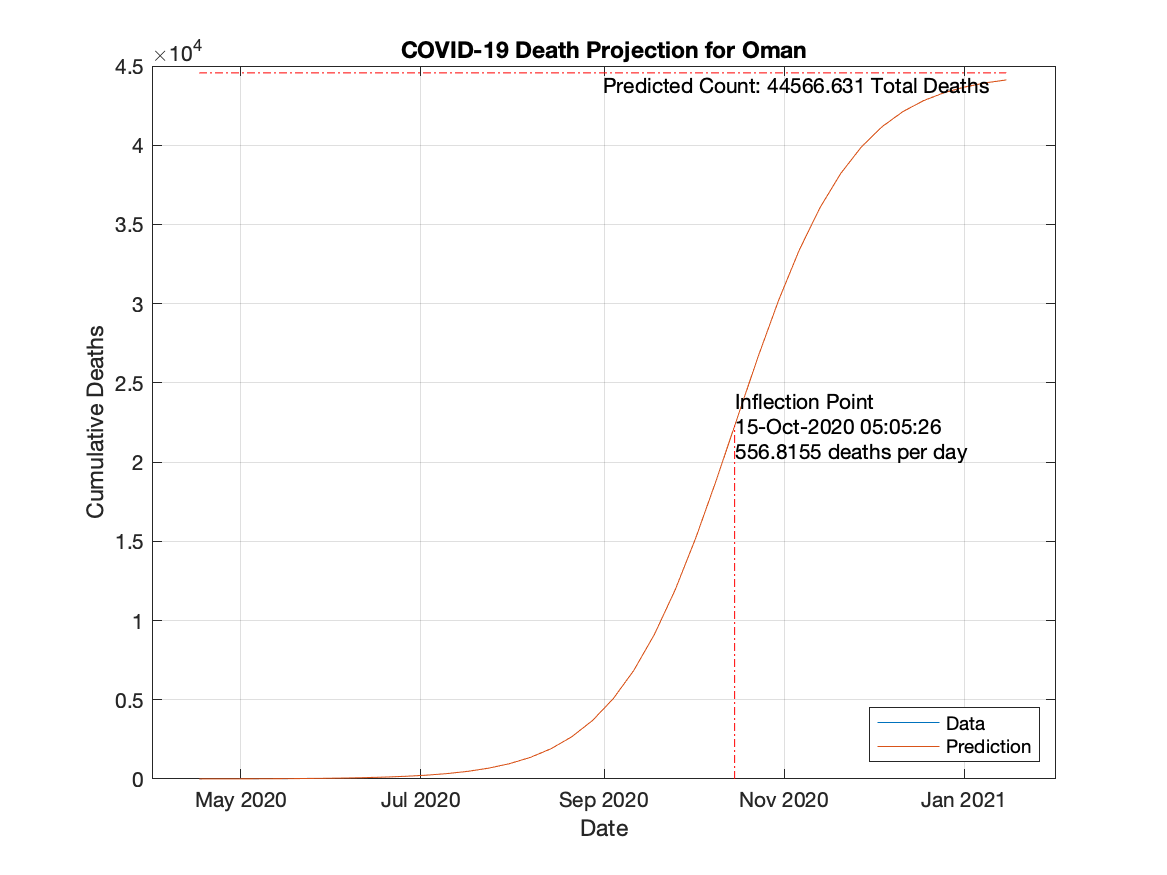 COVID-19 Death Projection for Oman
×10⁴
4.5
4
3.5
3
2.5
2
1.5
1
0.5
0
Cumulative Deaths
Predicted Count: 44566.631 Total Deaths
Inflection Point
15-Oct-2020 05:05:26
556.8155 deaths per day
Data
Prediction
May 2020
Jul 2020
Sep 2020
Nov 2020
Jan 2021
Date